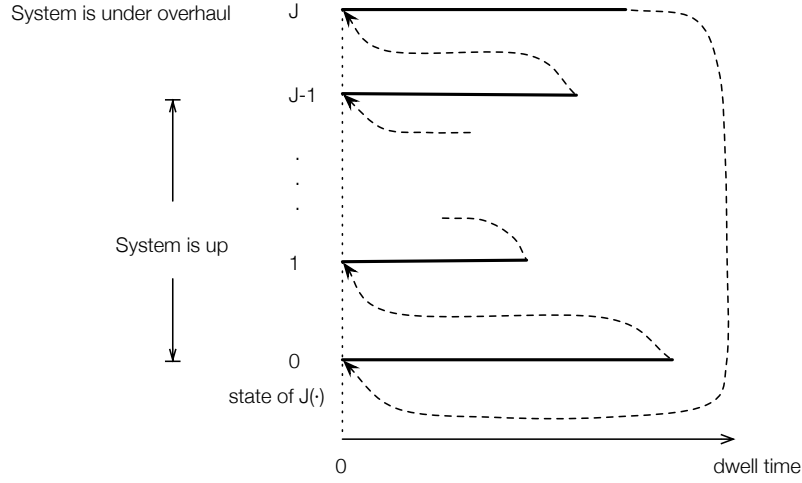 System is under overhaul
J
J-1
.
.
.
System is up
1
0
state of J(·)
0
dwell time